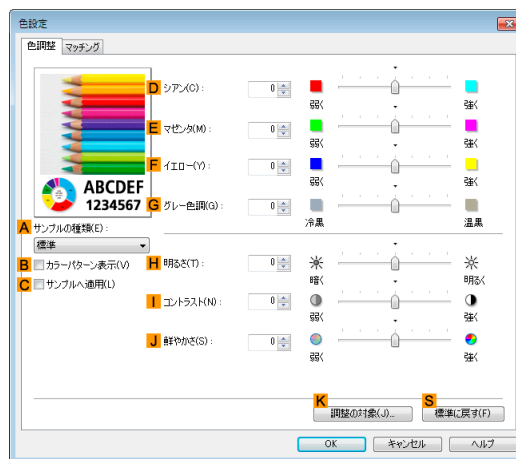 色設定
色調整 マッチング
ABCDEF
1234567
A サンプルの種類(E):
標準
B カラーパターン表示(V)
C サンプルへ適用(L)
D シアン(C): 0
弱く 強く
E マゼンタ(M): 0
弱く 強く
F イエロー(Y): 0
弱く 強く
G グレー色調(G): 0
冷黒 温黒
H 明るさ(T): 0
暗く 明るく
I コントラスト(N): 0
弱く 強く
J 鮮やかさ(S): 0
弱く 強く
K 調整の対象(J)... S 標準に戻す(F)
OK キャンセル ヘルプ